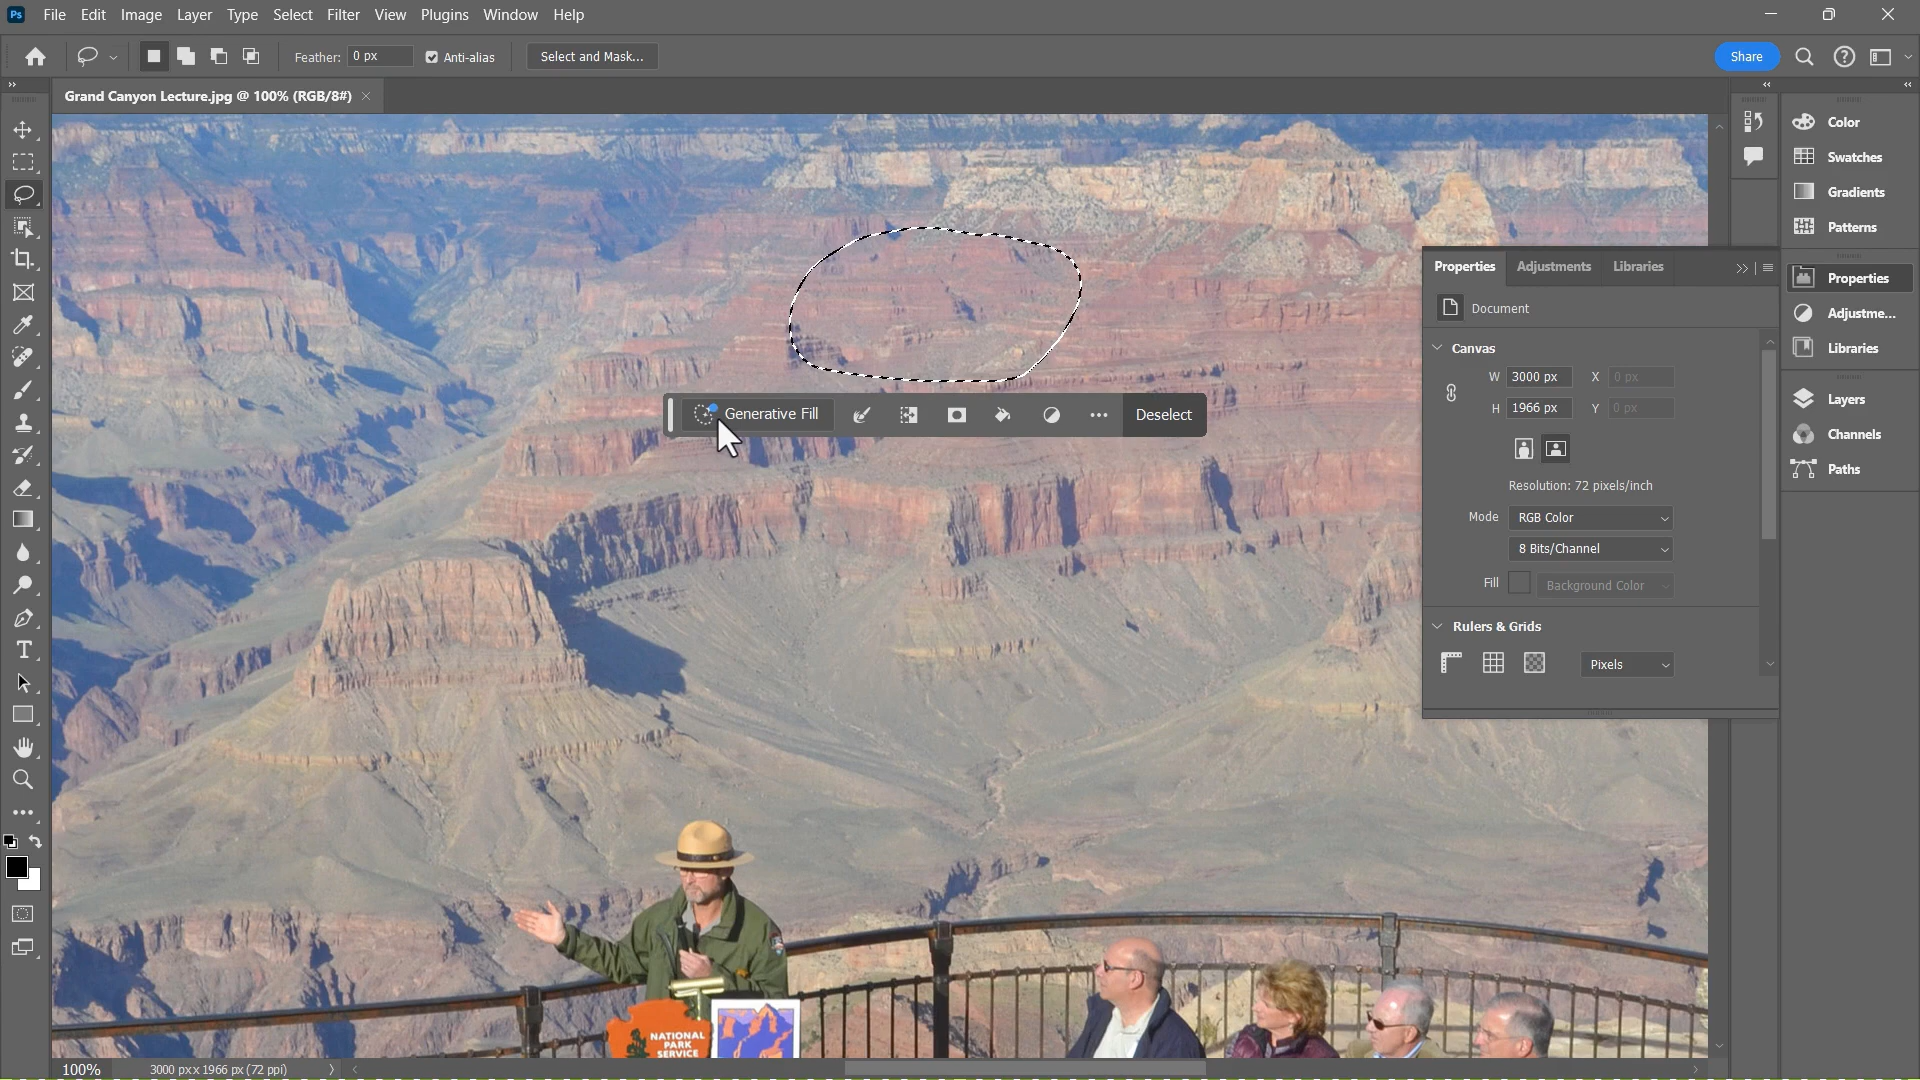 Ps File Edit Image Layer Type Select Filter View Plugins Window Help
Feather: 0 px Anti-alias Select and Mask... Share
Grand Canyon Lecture.jpg @ 100% (RGB/8#)
Color
Swatches
Gradients
Patterns
Properties
Adjustme...
Libraries
Layers
Channels
Paths
Properties Adjustments Libraries
Document
Canvas
W 3000 px X 0 px
H 1966 px Y 0 px
Resolution: 72 pixels/inch
Mode RGB Color
8 Bits/Channel
Fill Background Color
Rulers & Grids
Pixels
Generative Fill Deselect
NATIONAL
PARK
SERVICE
100% 3000 px x 1966 px (72 ppi)